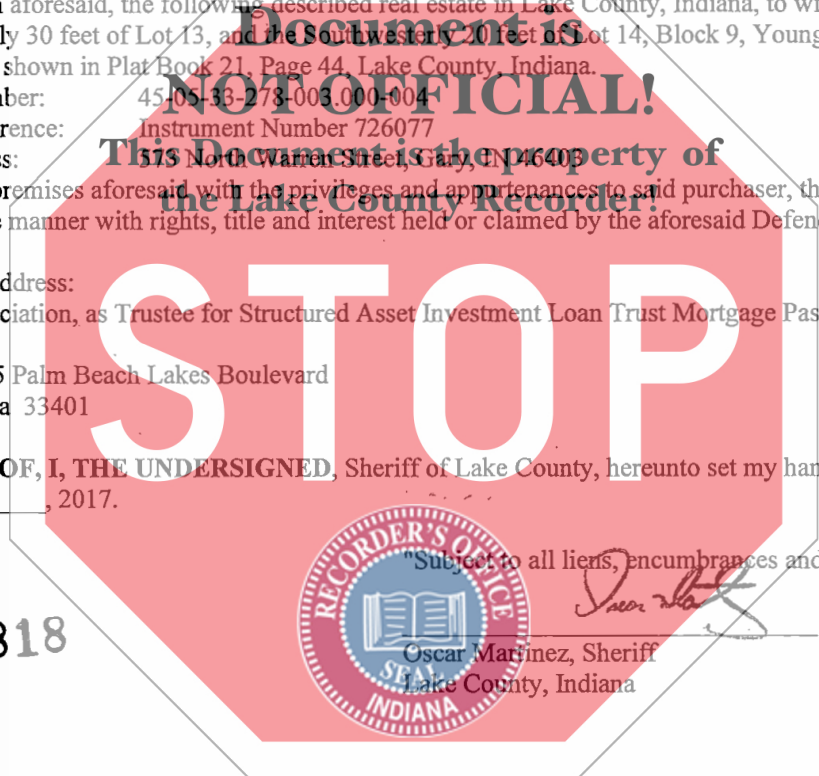 aforesaid, the following described real estate in Lake County, Indiana, to wi
Document is
ly 30 feet of Lot 13, and the Southwesterly 20 feet of Lot 14, Block 9, Young
shown in Plat Book 21, Page 44, Lake County, Indiana.
NOT OFFICIAL!
ber: 45-05-33-278-003.000-004
rence: Instrument Number 726077
This Document is the property of
s: 573 North Warren Street, Gary, IN 46403
remises aforesaid with the privileges and appurtenances to said purchaser, th
the Lake County Recorder!
e manner with rights, title and interest held or claimed by the aforesaid Defen
STOP
ddress:
ciation, as Trustee for Structured Asset Investment Loan Trust Mortgage Pas
5 Palm Beach Lakes Boulevard
a 33401
OF, I, THE UNDERSIGNED, Sheriff of Lake County, hereunto set my han
, 2017.
RECORDER'S OFFICE
SEAL
INDIANA
"Subject to all liens, encumbrances and
318
Oscar Martinez, Sheriff
Lake County, Indiana